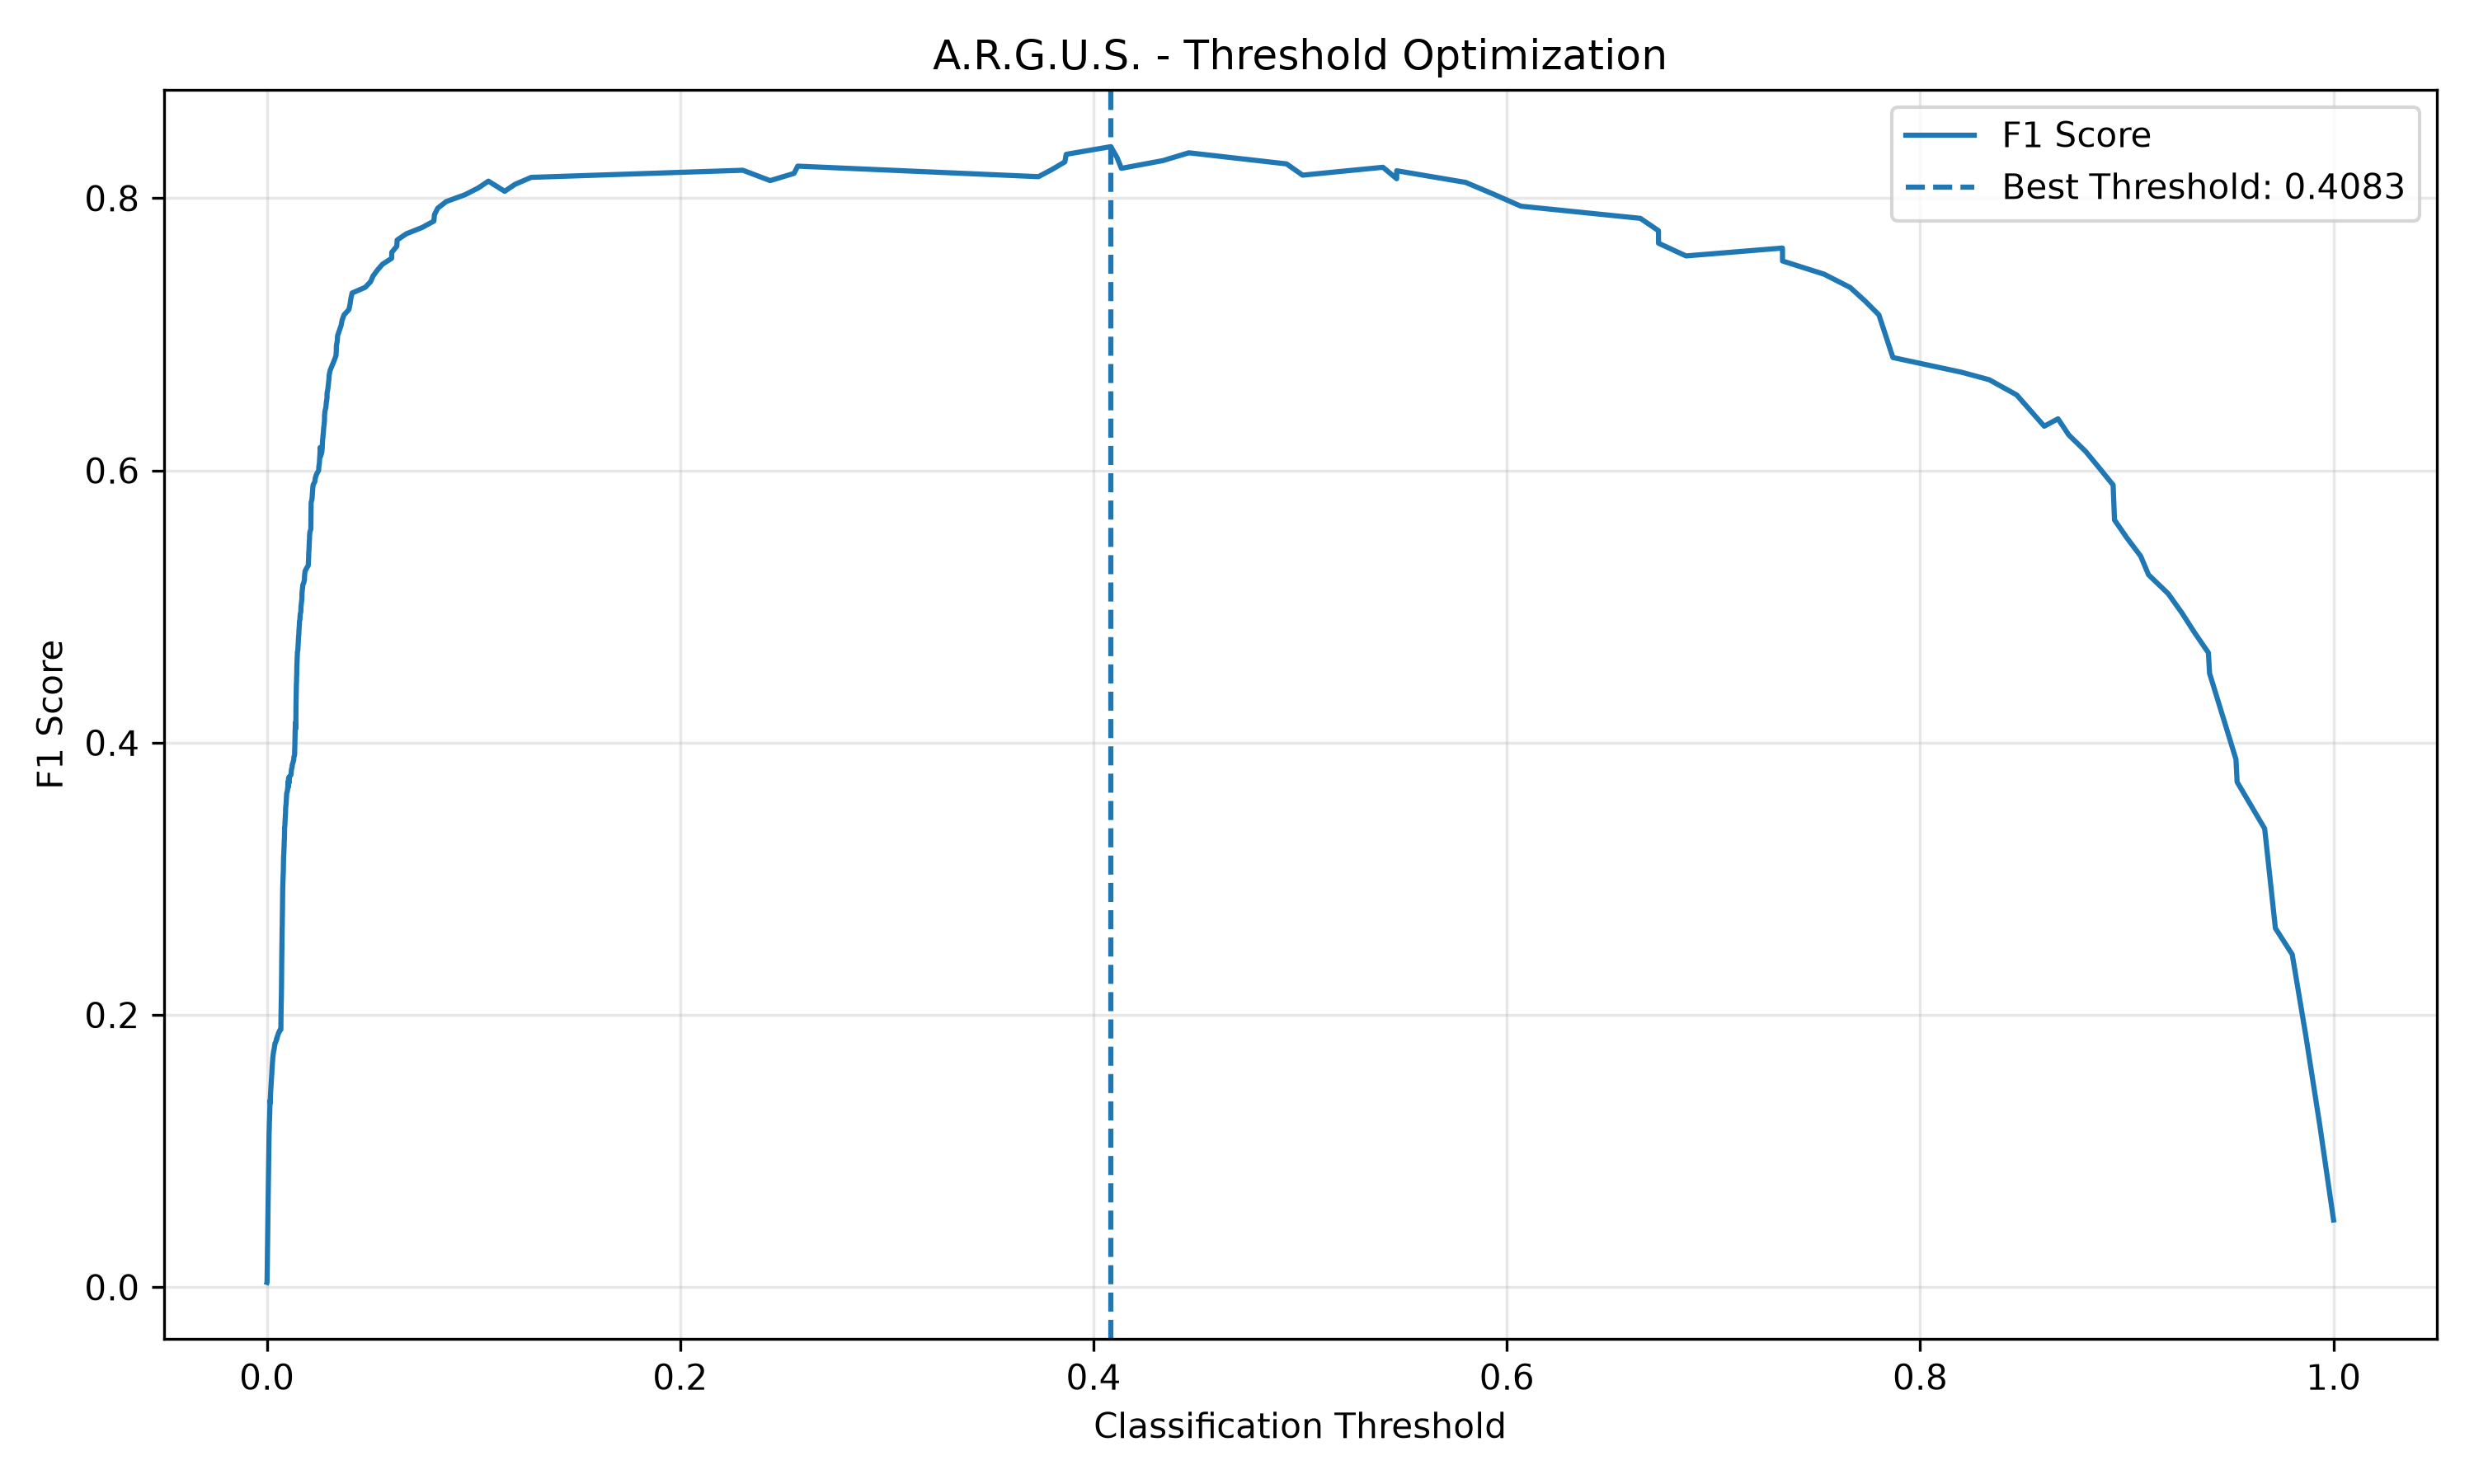 A.R.G.U.S. - Threshold Optimization
F1 Score
Best Threshold: 0.4083
F1 Score
0.8
0.6
0.4
0.2
0.0
0.0 0.2 0.4 0.6 0.8 1.0
Classification Threshold